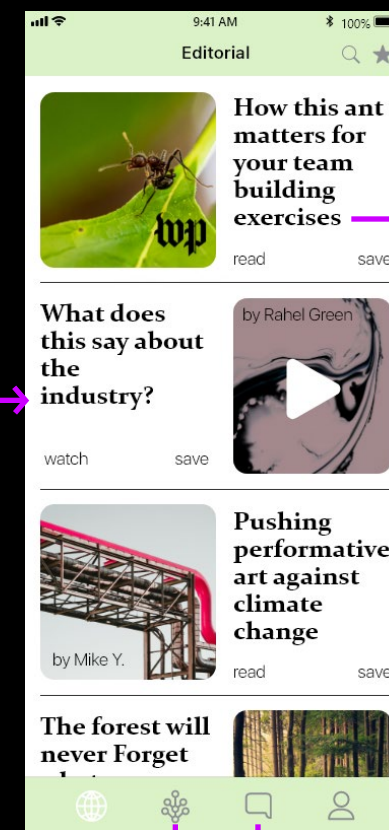 9:41 AM
100%
Editorial
How this ant
matters for
your team
building
exercises
wp
read save
What does
this say about
the
industry?
by Rahel Green
watch save
Pushing
performative
art against
climate
change
by Mike Y.
read save
The forest will
never Forget